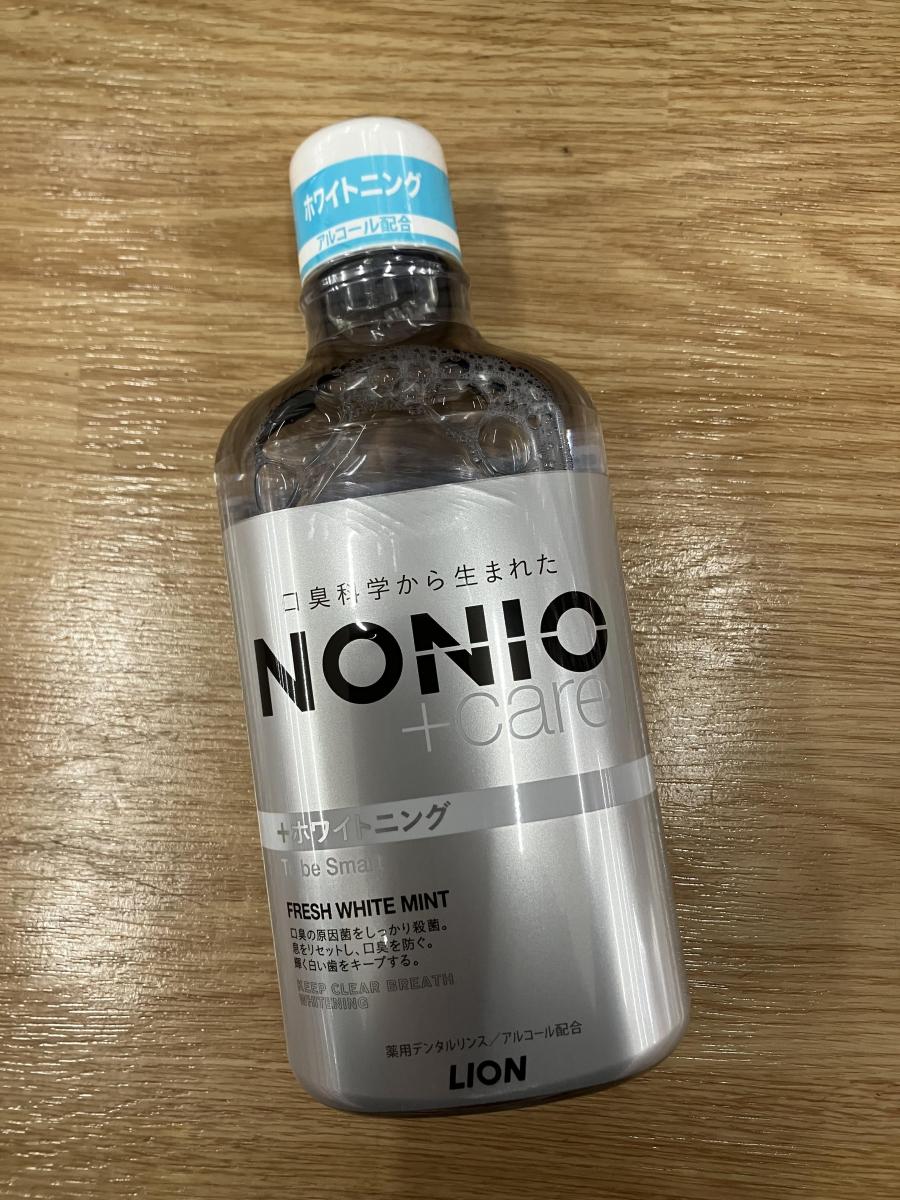 ホワイトニング
アルコール配合
口臭科学から生まれた
NONIO
+care
+ホワイトニング
To be Smart
FRESH WHITE MINT
口臭の原因菌をしっかり殺菌。
息をリセットし、口臭を防ぐ。
輝く白い歯をキープする。
KEEP CLEAR BREATH
WHITENING
薬用デンタルリンス/アルコール配合
LION